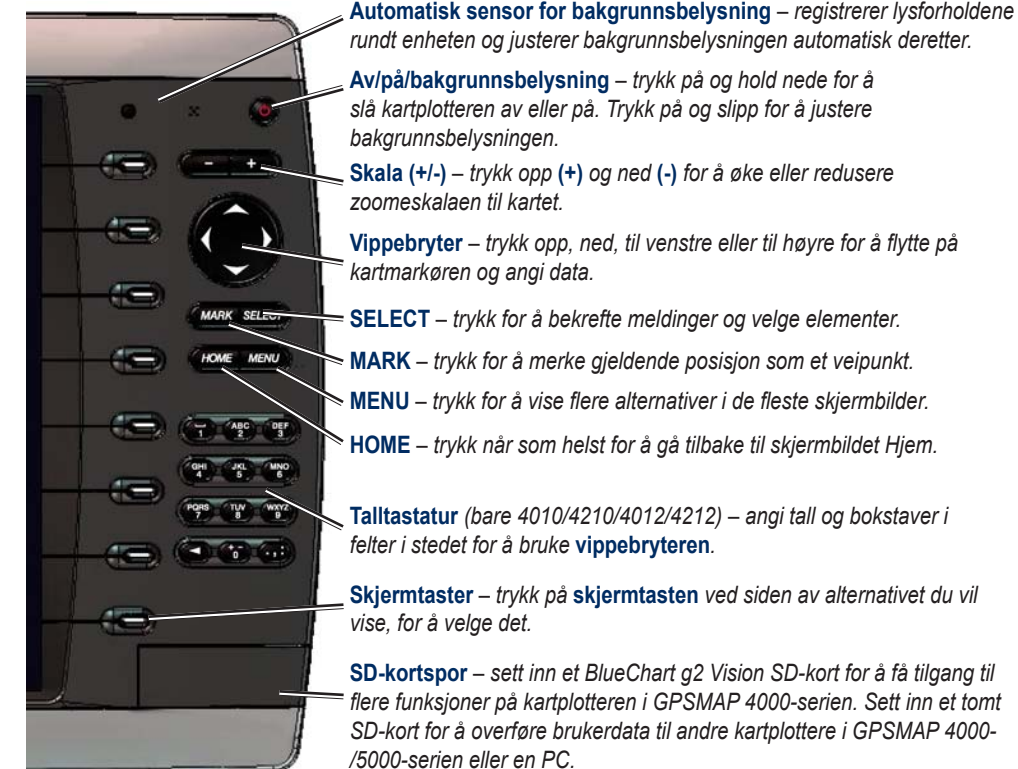 Automatisk sensor for bakgrunnsbelysning – registrerer lysforholdene
rundt enheten og justerer bakgrunnsbelysningen automatisk deretter.
Av/på/bakgrunnsbelysning – trykk på og hold nede for å
slå kartplotteren av eller på. Trykk på og slipp for å justere
bakgrunnsbelysningen.
Skala (+/-) – trykk opp (+) og ned (-) for å øke eller redusere
zoomeskalaen til kartet.
Vippebryter – trykk opp, ned, til venstre eller til høyre for å flytte på
kartmarkøren og angi data.
SELECT – trykk for å bekrefte meldinger og velge elementer.
MARK – trykk for å merke gjeldende posisjon som et veipunkt.
MENU – trykk for å vise flere alternativer i de fleste skjermbilder.
HOME – trykk når som helst for å gå tilbake til skjermbildet Hjem.
Talltastatur (bare 4010/4210/4012/4212) – angi tall og bokstaver i
felter i stedet for å bruke vippebryteren.
Skjermtaster – trykk på skjermtasten ved siden av alternativet du vil
vise, for å velge det.
SD-kortspor – sett inn et BlueChart g2 Vision SD-kort for å få tilgang til
flere funksjoner på kartplotteren i GPSMAP 4000-serien. Sett inn et tomt
SD-kort for å overføre brukerdata til andre kartplottere i GPSMAP 4000-
/5000-serien eller en PC.
- +
MARK SELECT
HOME MENU
1 ABC 2 DEF 3
GHI 4 JKL 5 MNO 6
PQRS 7 TUV 8 WXYZ 9
+ - 0 . , :